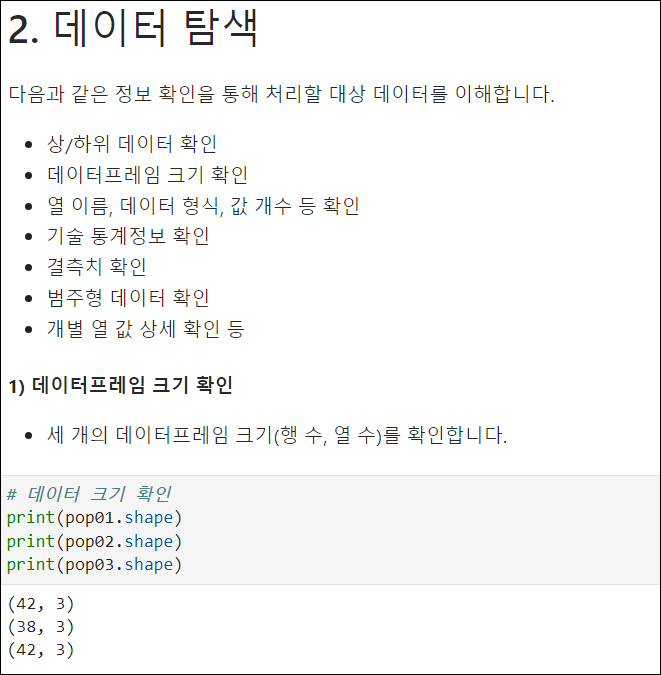 2. 데이터 탐색
다음과 같은 정보 확인을 통해 처리할 대상 데이터를 이해합니다.
• 상/하위 데이터 확인
• 데이터프레임 크기 확인
• 열 이름, 데이터 형식, 값 개수 등 확인
• 기술 통계정보 확인
• 결측치 확인
• 범주형 데이터 확인
• 개별 열 값 상세 확인 등
1) 데이터프레임 크기 확인
• 세 개의 데이터프레임 크기(행 수, 열 수)를 확인합니다.
# 데이터 크기 확인
print(pop01.shape)
print(pop02.shape)
print(pop03.shape)
(42, 3)
(38, 3)
(42, 3)